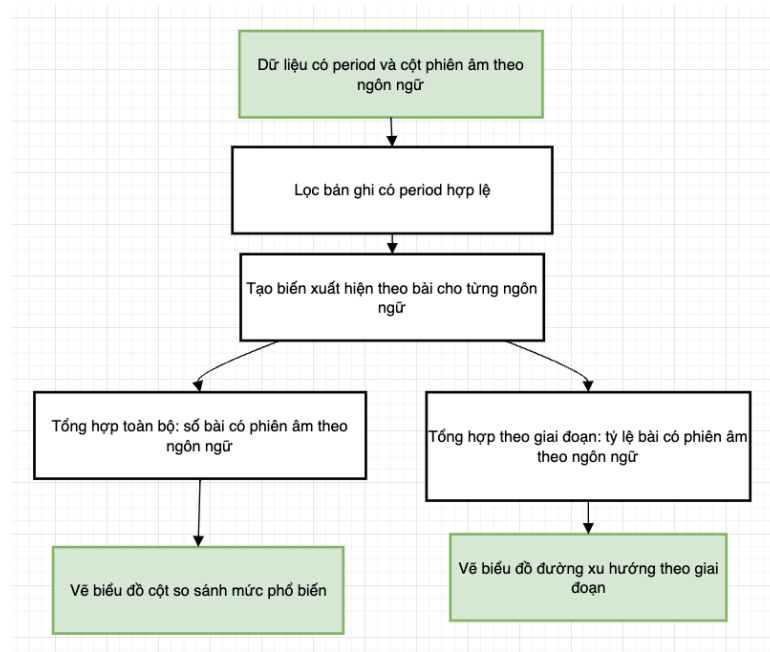 Dữ liệu có period và cột phiên âm theo
ngôn ngữ
Lọc bản ghi có period hợp lệ
Tạo biến xuất hiện theo bài cho từng ngôn
ngữ
Tổng hợp toàn bộ: số bài có phiên âm theo
ngôn ngữ
Tổng hợp theo giai đoạn: tỷ lệ bài có phiên âm
theo ngôn ngữ
Vẽ biểu đồ cột so sánh mức phổ biến
Vẽ biểu đồ đường xu hướng theo giai
đoạn